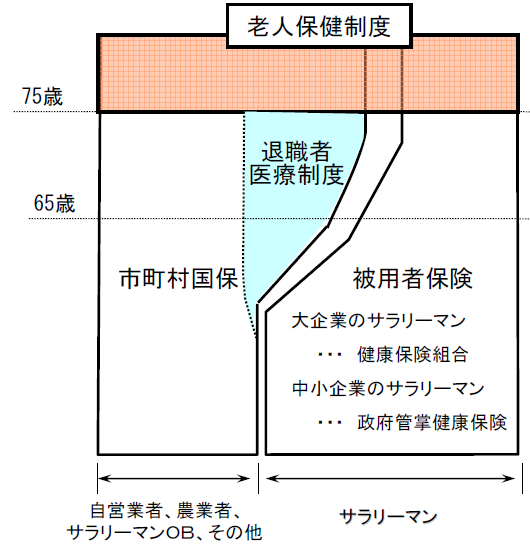 老人保健制度
75歳
退職者
医療制度
65歳
市町村国保
被用者保険
大企業のサラリーマン
・・・ 健康保険組合
中小企業のサラリーマン
・・・ 政府管掌健康保険
自営業者、農業者、
サラリーマンOB、その他
サラリーマン